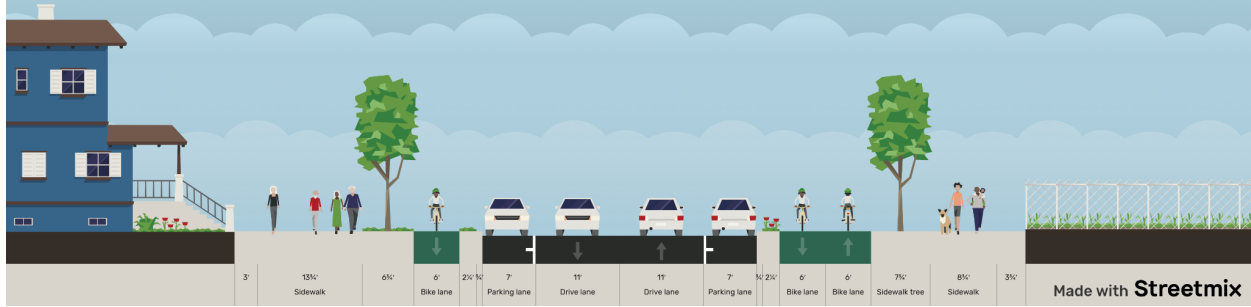 3' 13¾' 6¾' 6' 2¼' ¾' 7' 11' 11' 7' ¾' 2¼' 6' 6' 7¾' 8¾' 3¾'
Sidewalk Bike lane Parking lane Drive lane Drive lane Parking lane Bike lane Bike lane Sidewalk tree Sidewalk
Made with Streetmix